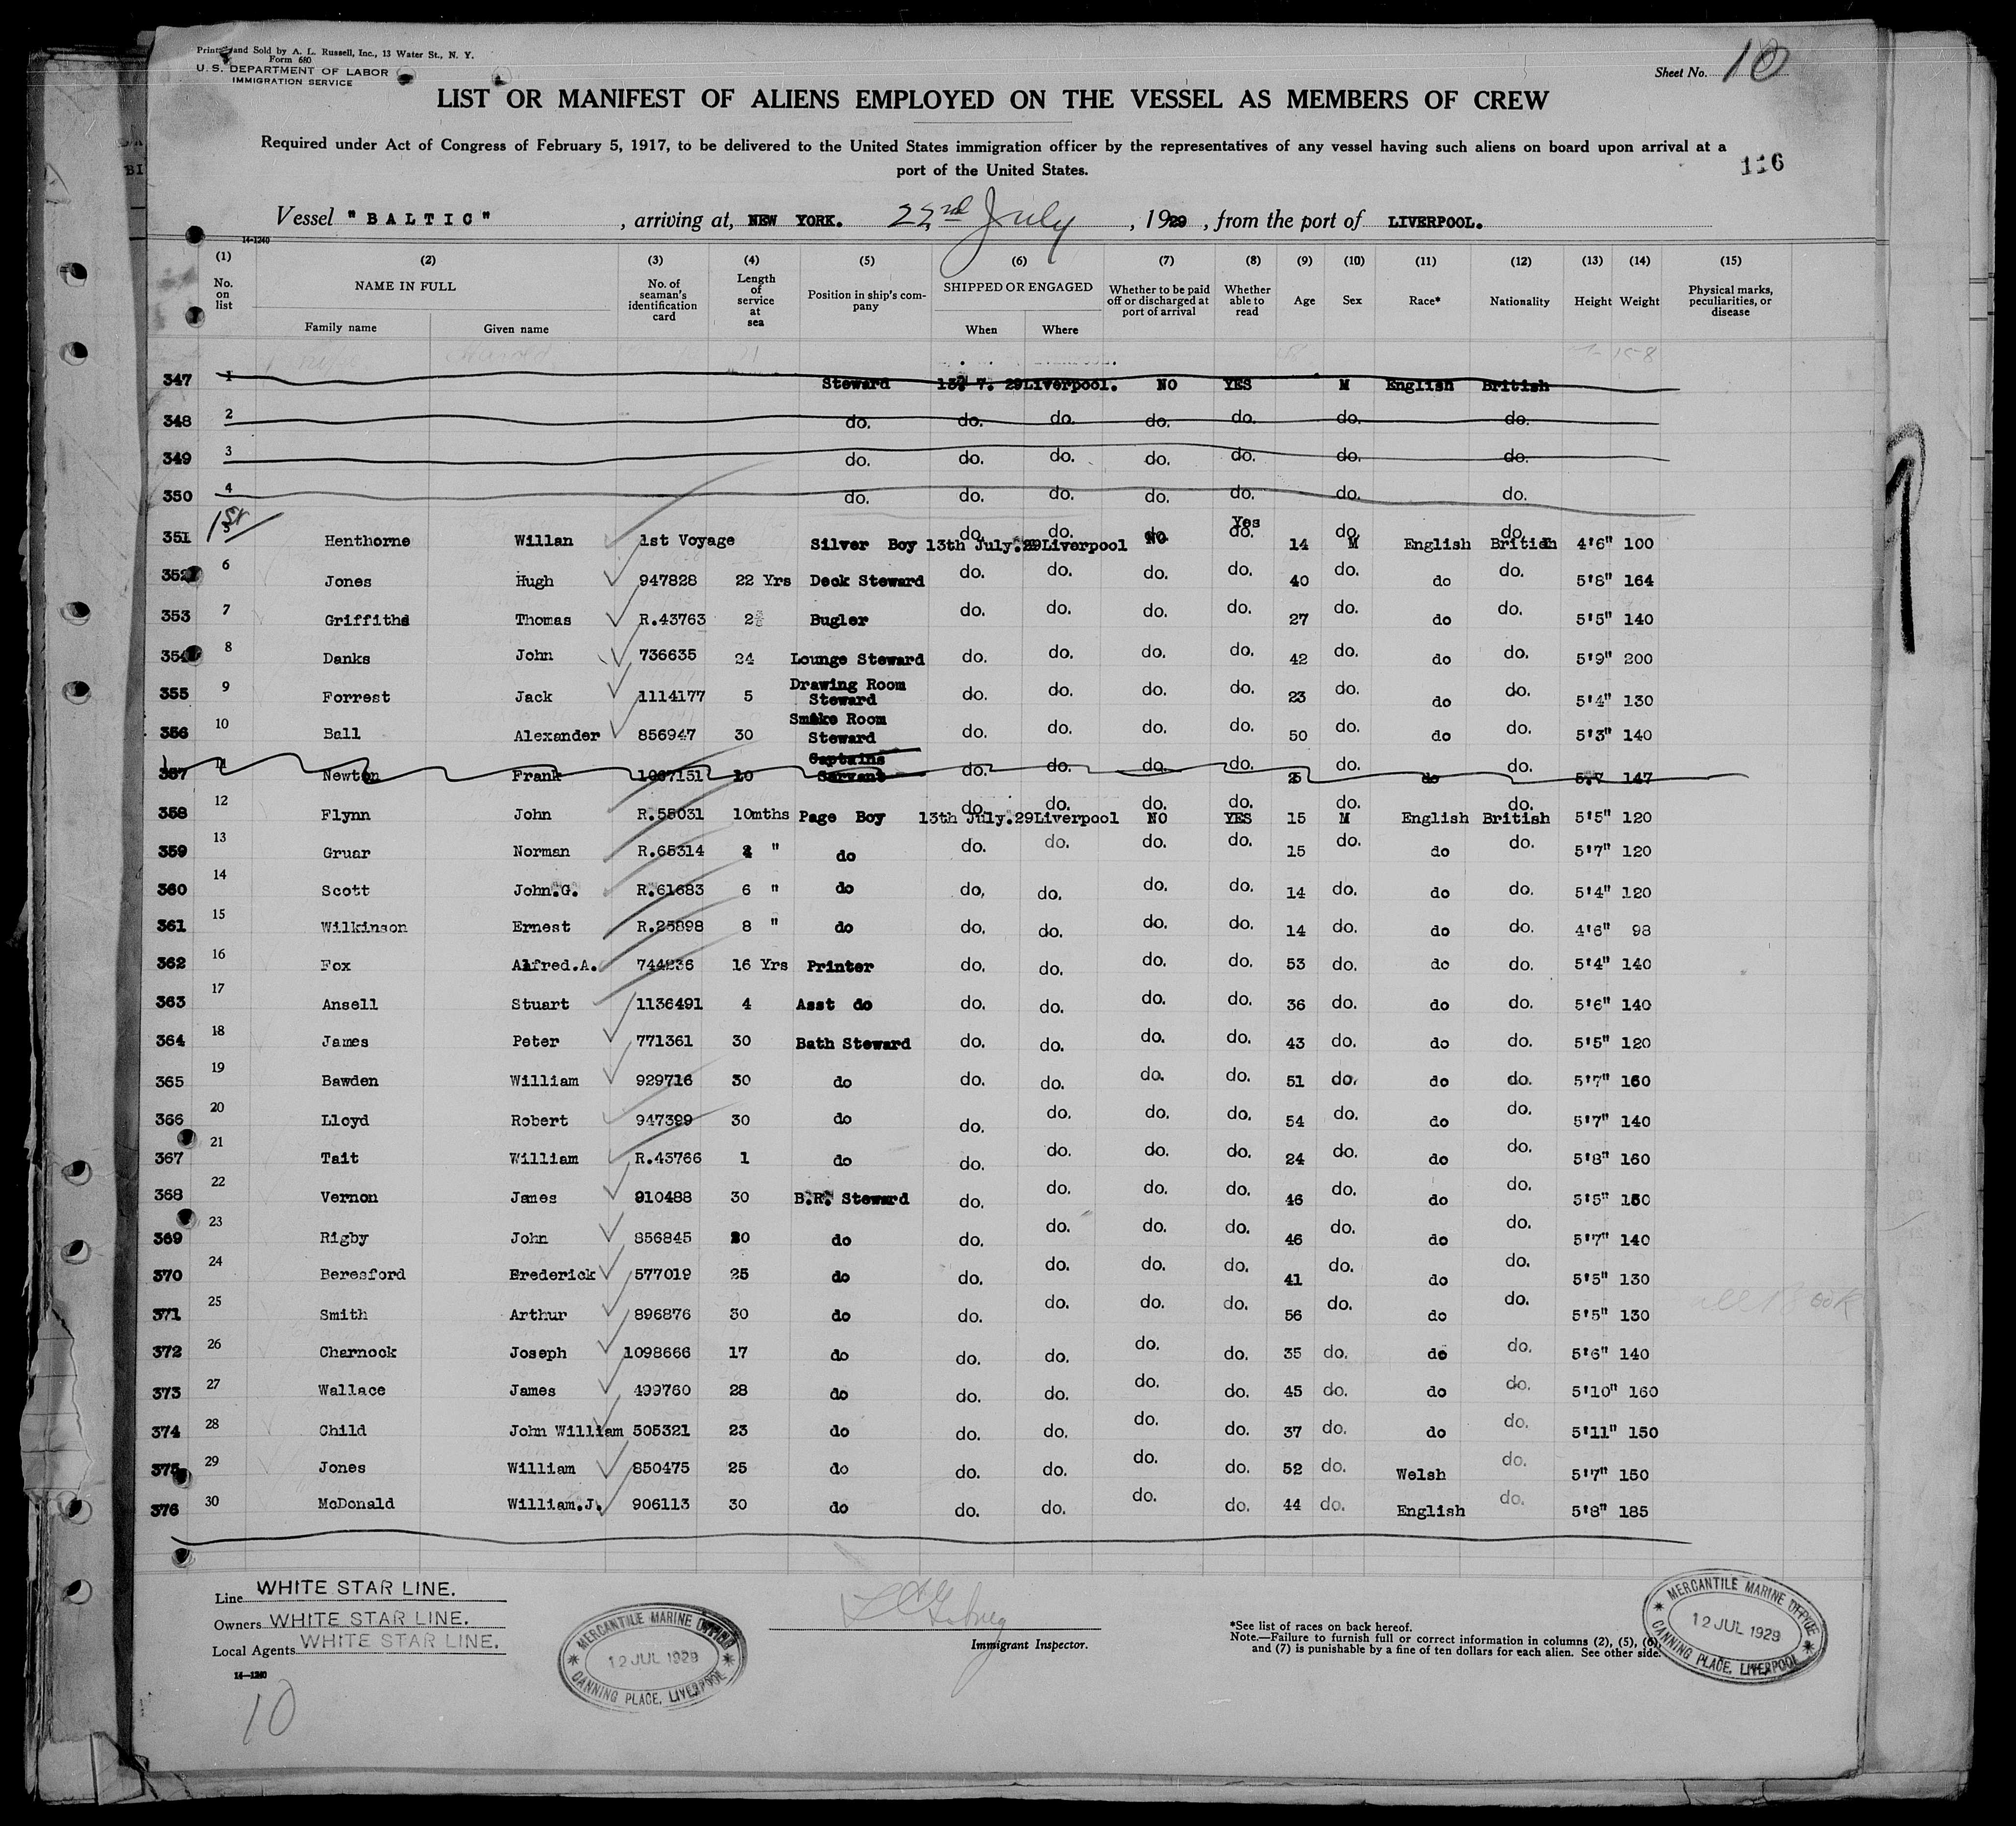 Printed and Sold by A. L. Russell, Inc., 13 Water St., N. Y.
Form 680
U. S. DEPARTMENT OF LABOR
IMMIGRATION SERVICE
Sheet No. 10
LIST OR MANIFEST OF ALIENS EMPLOYED ON THE VESSEL AS MEMBERS OF CREW
Required under Act of Congress of February 5, 1917, to be delivered to the United States immigration officer by the representatives of any vessel having such aliens on board upon arrival at a
port of the United States.
116
Vessel "BALTIC", arriving at, NEW YORK. 22nd July, 1929, from the port of LIVERPOOL.
14-1240
(1) (2) (3) (4) (5) (6) (7) (8) (9) (10) (11) (12) (13) (14) (15)
No. on list NAME IN FULL No. of seaman's identification card Length of service at sea Position in ship's company SHIPPED OR ENGAGED Whether to be paid off or discharged at port of arrival Whether able to read Age Sex Race* Nationality Height Weight Physical marks, peculiarities, or disease
Family name Given name When Where
347 1 Steward 13. 7. 29 Liverpool. NO YES M English British
348 2 do. do. do. do. do. do. do.
349 3 do. do. do. do. do. do. do.
350 4 do. do. do. do. do. do. do.
1st
do. do. do. Yes do. do. do.
351 5 Henthorne Willan 1st Voyage Silver Boy 13th July.29 Liverpool NO 14 M English British 4'6" 100
352 6 Jones Hugh 947828 22 Yrs Deck Steward do. do. do. do. 40 do. do do. 5'8" 164
353 7 Griffiths Thomas R.43763 2 Bugler do. do. do. do. 27 do. do do. 5'5" 140
354 8 Danks John 736635 24 Lounge Steward do. do. do. do. 42 do. do do. 5'9" 200
355 9 Forrest Jack 1114177 5 Drawing Room Steward do. do. do. do. 23 do. do do. 5'4" 130
356 10 Ball Alexander 856947 30 Smoke Room Steward do. do. do. do. 50 do. do do. 5'3" 140
357 11 Newton Frank 1067151 10 Captains Servant do. do. do. do. do. do do. 5.7 147
do. do. do. do. do. do.
358 12 Flynn John R.55031 10mths Page Boy 13th July.29 Liverpool NO YES 15 M English British 5'5" 120
359 13 Gruar Norman R.65314 " do do. do. do. do. 15 do. do do. 5'7" 120
360 14 Scott John.G. R.61683 6 " do do, do. do. do. 14 do. do do. 5'4" 120
361 15 Wilkinson Ernest R.25898 8 " do do. do. do. do. 14 do. do do. 4'6" 98
362 16 Fox Alfred.A. 744236 16 Yrs Printer do. do. do. do. 53 do. do do. 5'4" 140
363 17 Ansell Stuart 1136491 4 Asst do do. do. do. do. 36 do. do do. 5'6" 140
364 18 James Peter 771361 30 Bath Steward do. do. do. do. 43 do. do do. 5'5" 120
365 19 Bawden William 929716 30 do do. do. do. do. 51 do. do do. 5'7" 160
366 20 Lloyd Robert 947399 30 do do. do. do. do. 54 do. do do. 5'7" 140
367 21 Tait William R.43766 1 do do. do. do. do. 24 do. do do. 5'8" 160
368 22 Vernon James 910488 30 B.R. Steward do. do. do. do. 46 do. do do. 5'5" 150
369 23 Rigby John 856845 20 do do. do. do. do. 46 do. do do. 5'7" 140
370 24 Beresford Frederick 577019 25 do do. do. do. do. 41 do. do do. 5'5" 130
371 25 Smith Arthur 896876 30 do do. do. do. do. 56 do. do do. 5'5" 130
372 26 Charnock Joseph 1098666 17 do do. do. do. do. 35 do. do do. 5'6" 140
373 27 Wallace James 499760 28 do do. do. do. do. 45 do. do do. 5'10" 160
374 28 Child John William 505321 23 do do. do. do. do. 37 do. do do. 5'11" 150
375 29 Jones William 850475 25 do do. do. do. do. 52 do. Welsh do. 5'7" 150
376 30 McDonald William.J. 906113 30 do do. do. do. do. 44 do. English do. 5'8" 185
Line WHITE STAR LINE.
Owners WHITE STAR LINE.
Local Agents WHITE STAR LINE.
14-1240
10
MERCANTILE MARINE OFFICE
12 JUL 1929
CANNING PLACE, LIVERPOOL
Immigrant Inspector.
*See list of races on back hereof.
Note.—Failure to furnish full or correct information in columns (2), (5), (6),
and (7) is punishable by a fine of ten dollars for each alien. See other side.
MERCANTILE MARINE OFFICE
12 JUL 1929
CANNING PLACE, LIVERPOOL